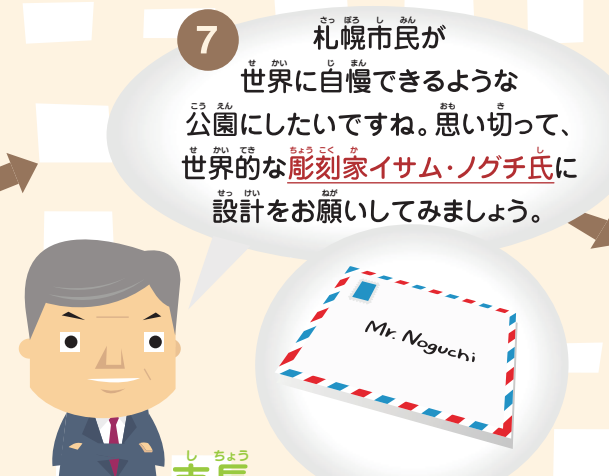 7
札幌市民が
世界に自慢できるような
公園にしたいですね。思い切って、
世界的な彫刻家イサム・ノグチ氏に
設計をお願いしてみましょう。
Mr. Noguchi
市長